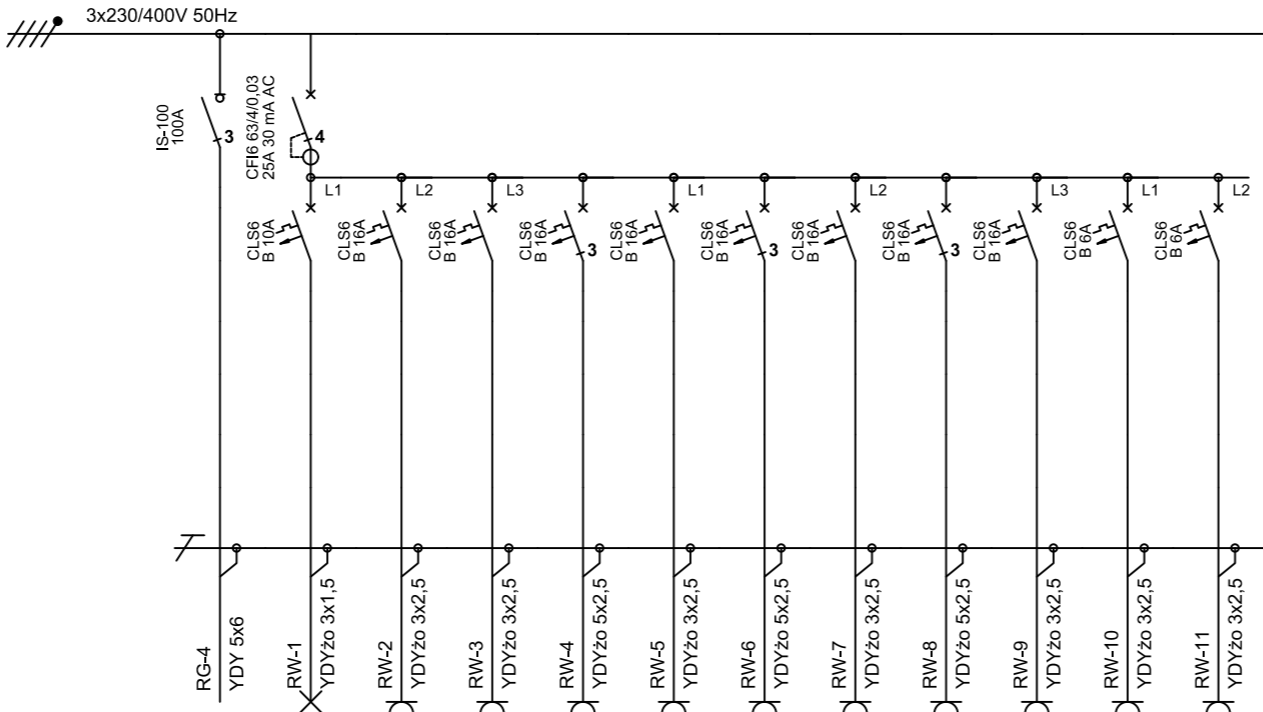 3x230/400V 50Hz
IS-100
100A
3
CFI6 63/4/0,03
25A 30 mA AC
4
L1
L2
L3
L1
L2
L3
L1
L2
CLS6
B 10A
CLS6
B 16A
CLS6
B 16A
CLS6
B 16A
3
CLS6
B 16A
CLS6
B 16A
3
CLS6
B 16A
CLS6
B 16A
3
CLS6
B 16A
CLS6
B 6A
CLS6
B 6A
RG-4
YDY 5x6
RW-1
YDYżo 3x1,5
RW-2
YDYżo 3x2,5
RW-3
YDYżo 3x2,5
RW-4
YDYżo 5x2,5
RW-5
YDYżo 3x2,5
RW-6
YDYżo 5x2,5
RW-7
YDYżo 3x2,5
RW-8
YDYżo 5x2,5
RW-9
YDYżo 3x2,5
RW-10
YDYżo 3x2,5
RW-11
YDYżo 3x2,5